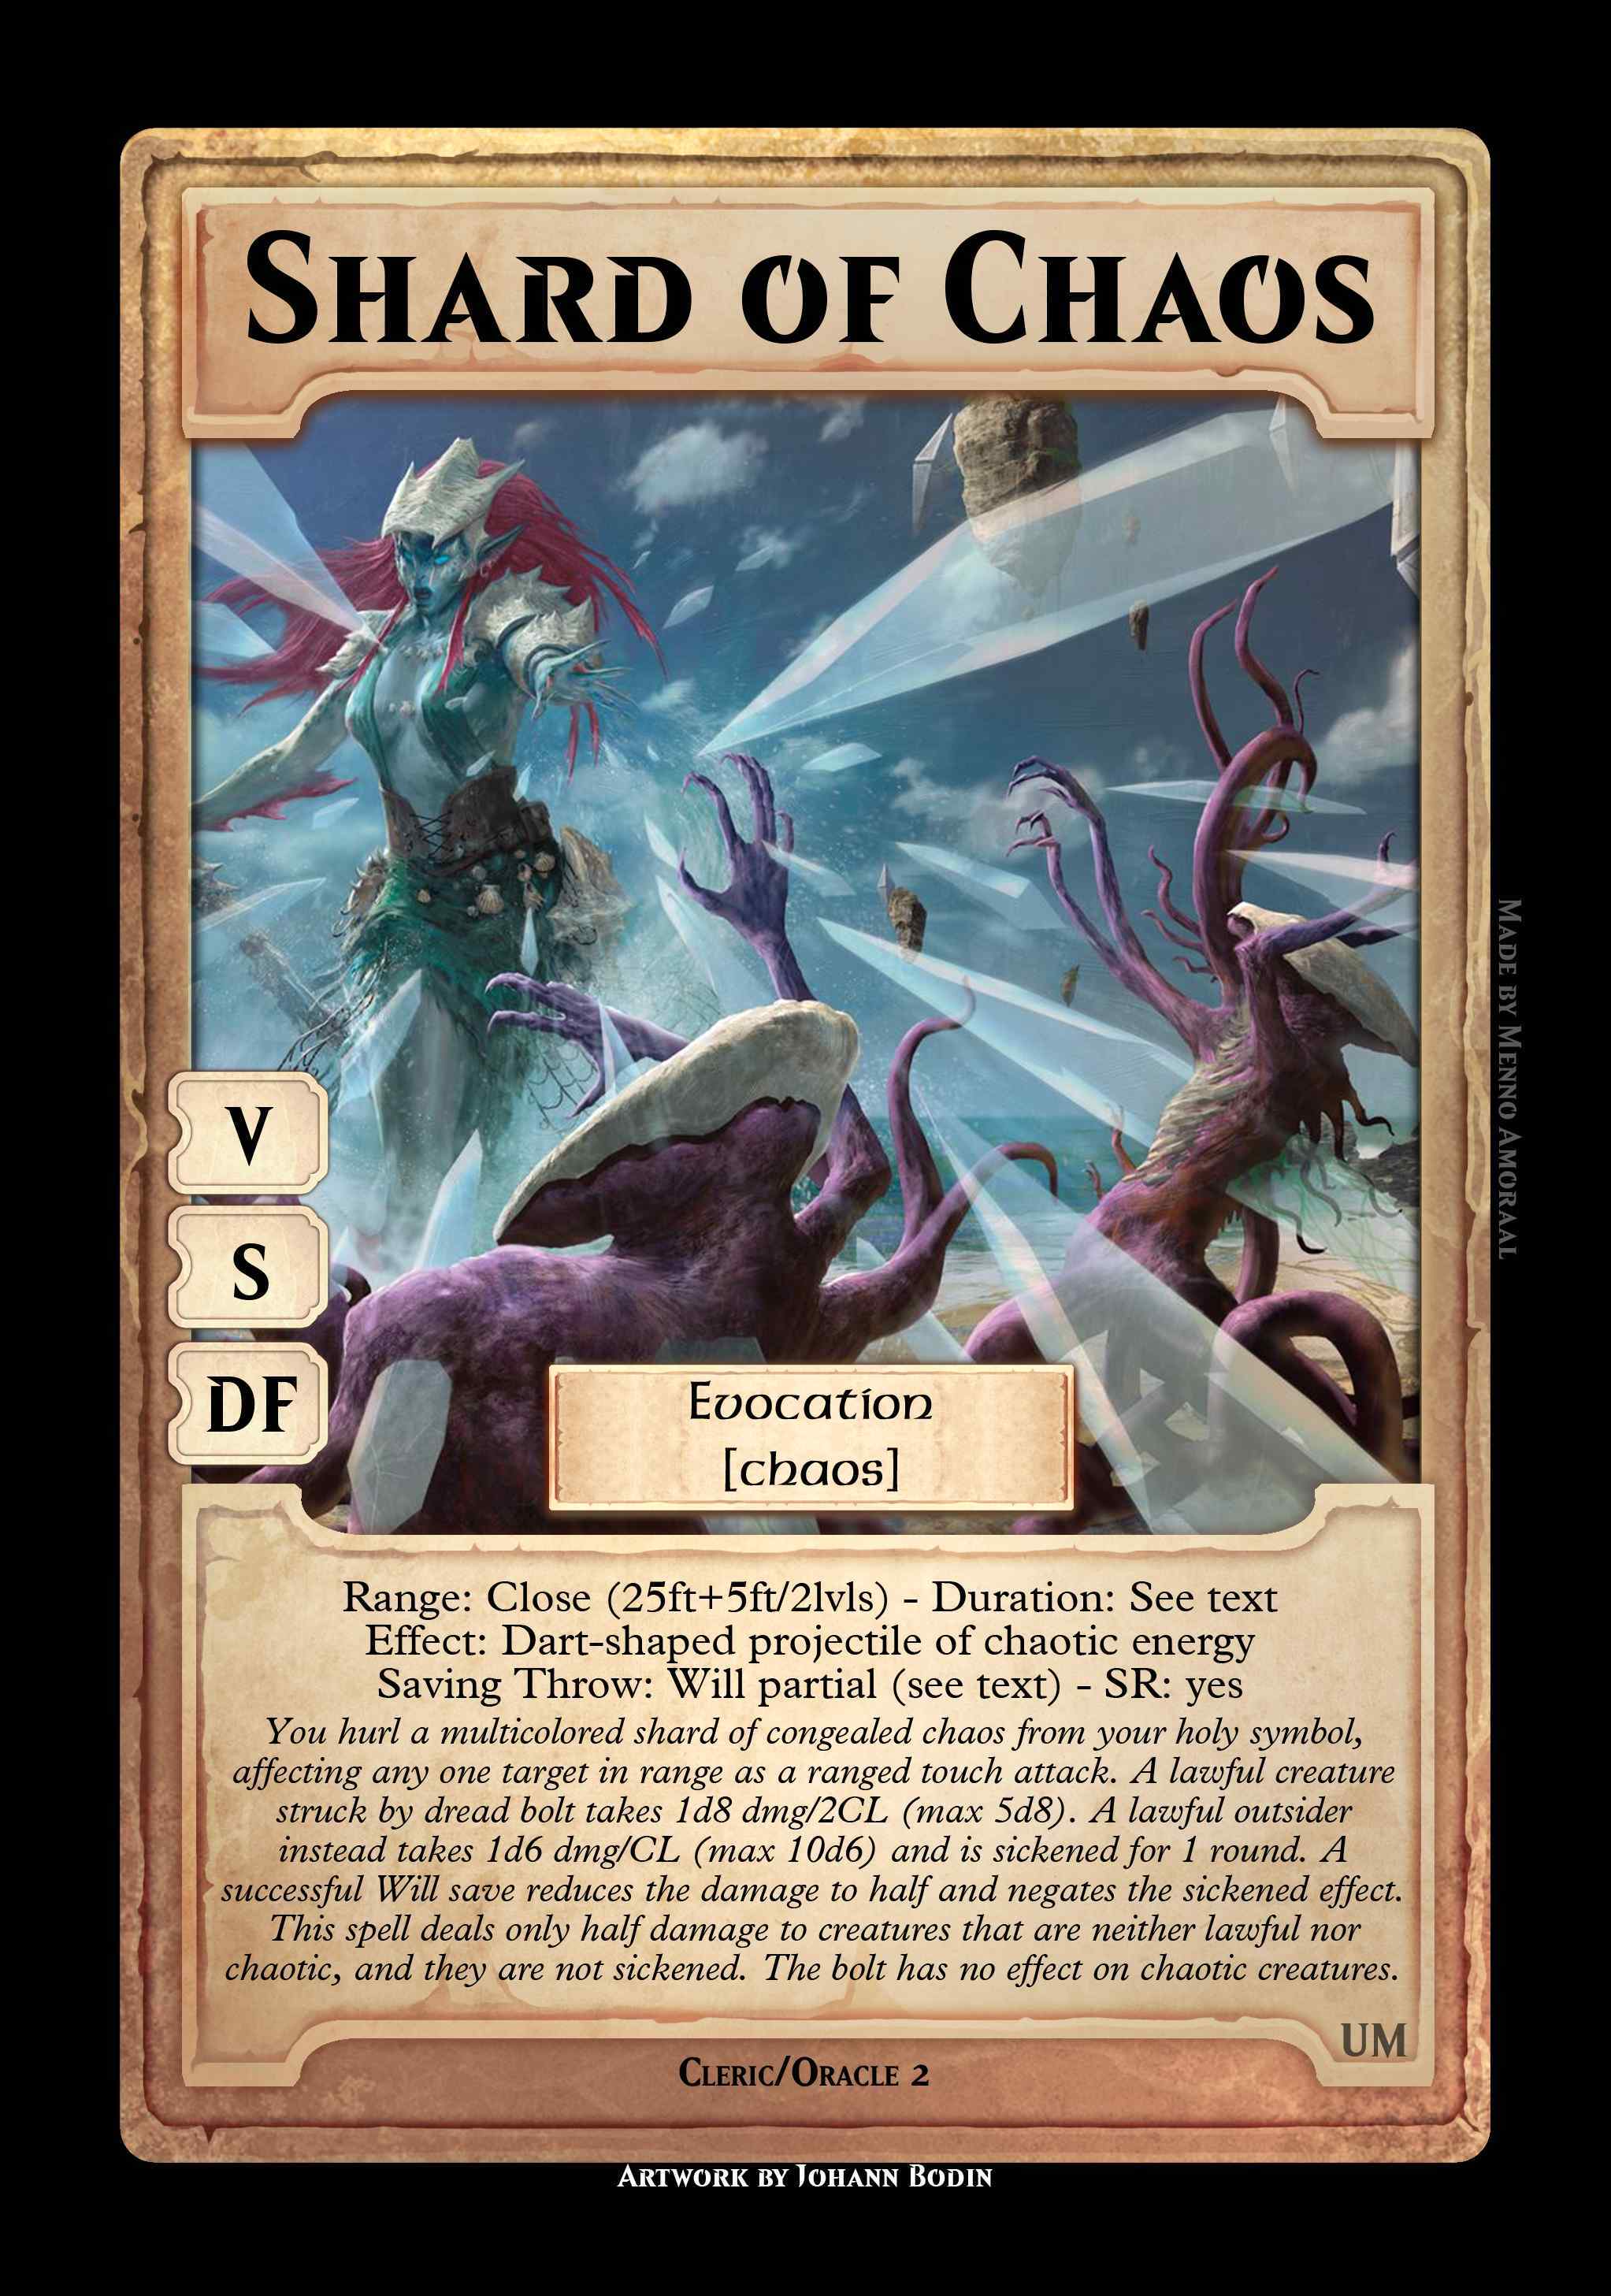 Shard of Chaos
V
S
DF
Evocation
[chaos]
Range: Close (25ft+5ft/2lvls) - Duration: See text
Effect: Dart-shaped projectile of chaotic energy
Saving Throw: Will partial (see text) - SR: yes
You hurl a multicolored shard of congealed chaos from your holy symbol,
affecting any one target in range as a ranged touch attack. A lawful creature
struck by dread bolt takes 1d8 dmg/2CL (max 5d8). A lawful outsider
instead takes 1d6 dmg/CL (max 10d6) and is sickened for 1 round. A
successful Will save reduces the damage to half and negates the sickened effect.
This spell deals only half damage to creatures that are neither lawful nor
chaotic, and they are not sickened. The bolt has no effect on chaotic creatures.
UM
Cleric/Oracle 2
Artwork by Johann Bodin
Made by Menno Amoraal